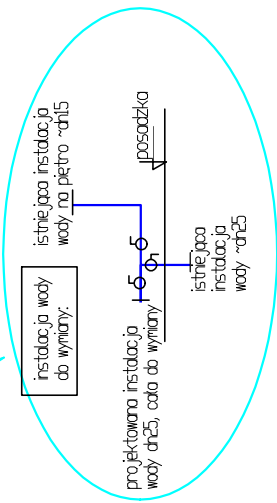 instalacja wody
do wymiany:
istniejąca instalacja
wody na piętro ~dn15
projektowana instalacja
wody dn25, cała do wymiany
posadzka
istniejąca
instalacja
wody ~dn25